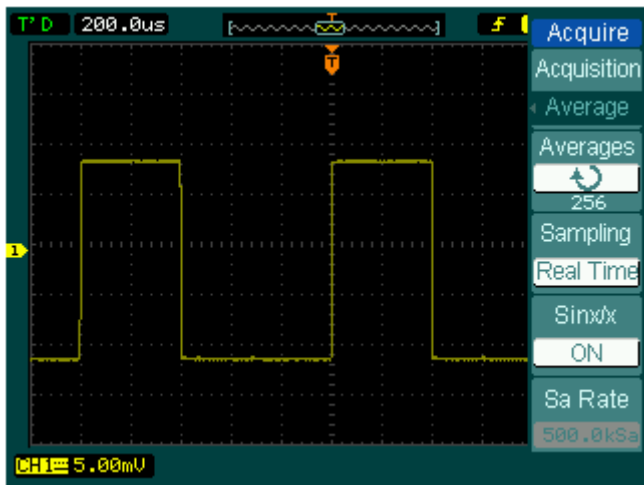 T'D 200.0us
T
Acquire
Acquisition
Average
Averages
256
Sampling
Real Time
Sinx/x
ON
Sa Rate
500.0kSa
T
1
CH1 5.00mV